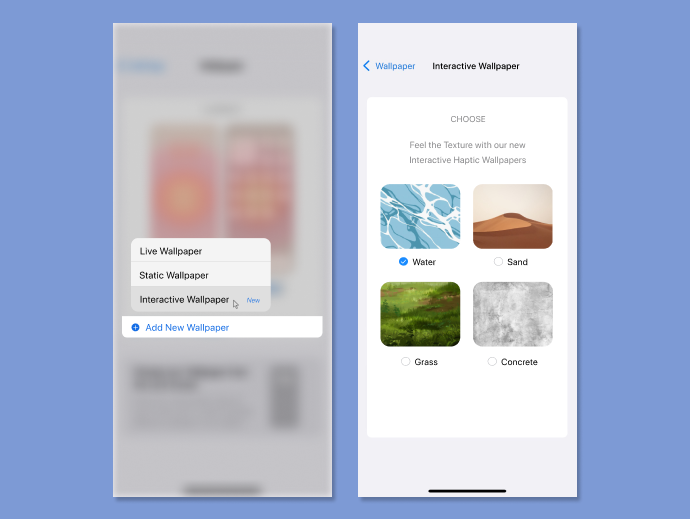 Live Wallpaper
Static Wallpaper
Interactive Wallpaper New
Add New Wallpaper
Wallpaper Interactive Wallpaper
CHOOSE
Feel the Texture with our new
Interactive Haptic Wallpapers
Water Sand
Grass Concrete